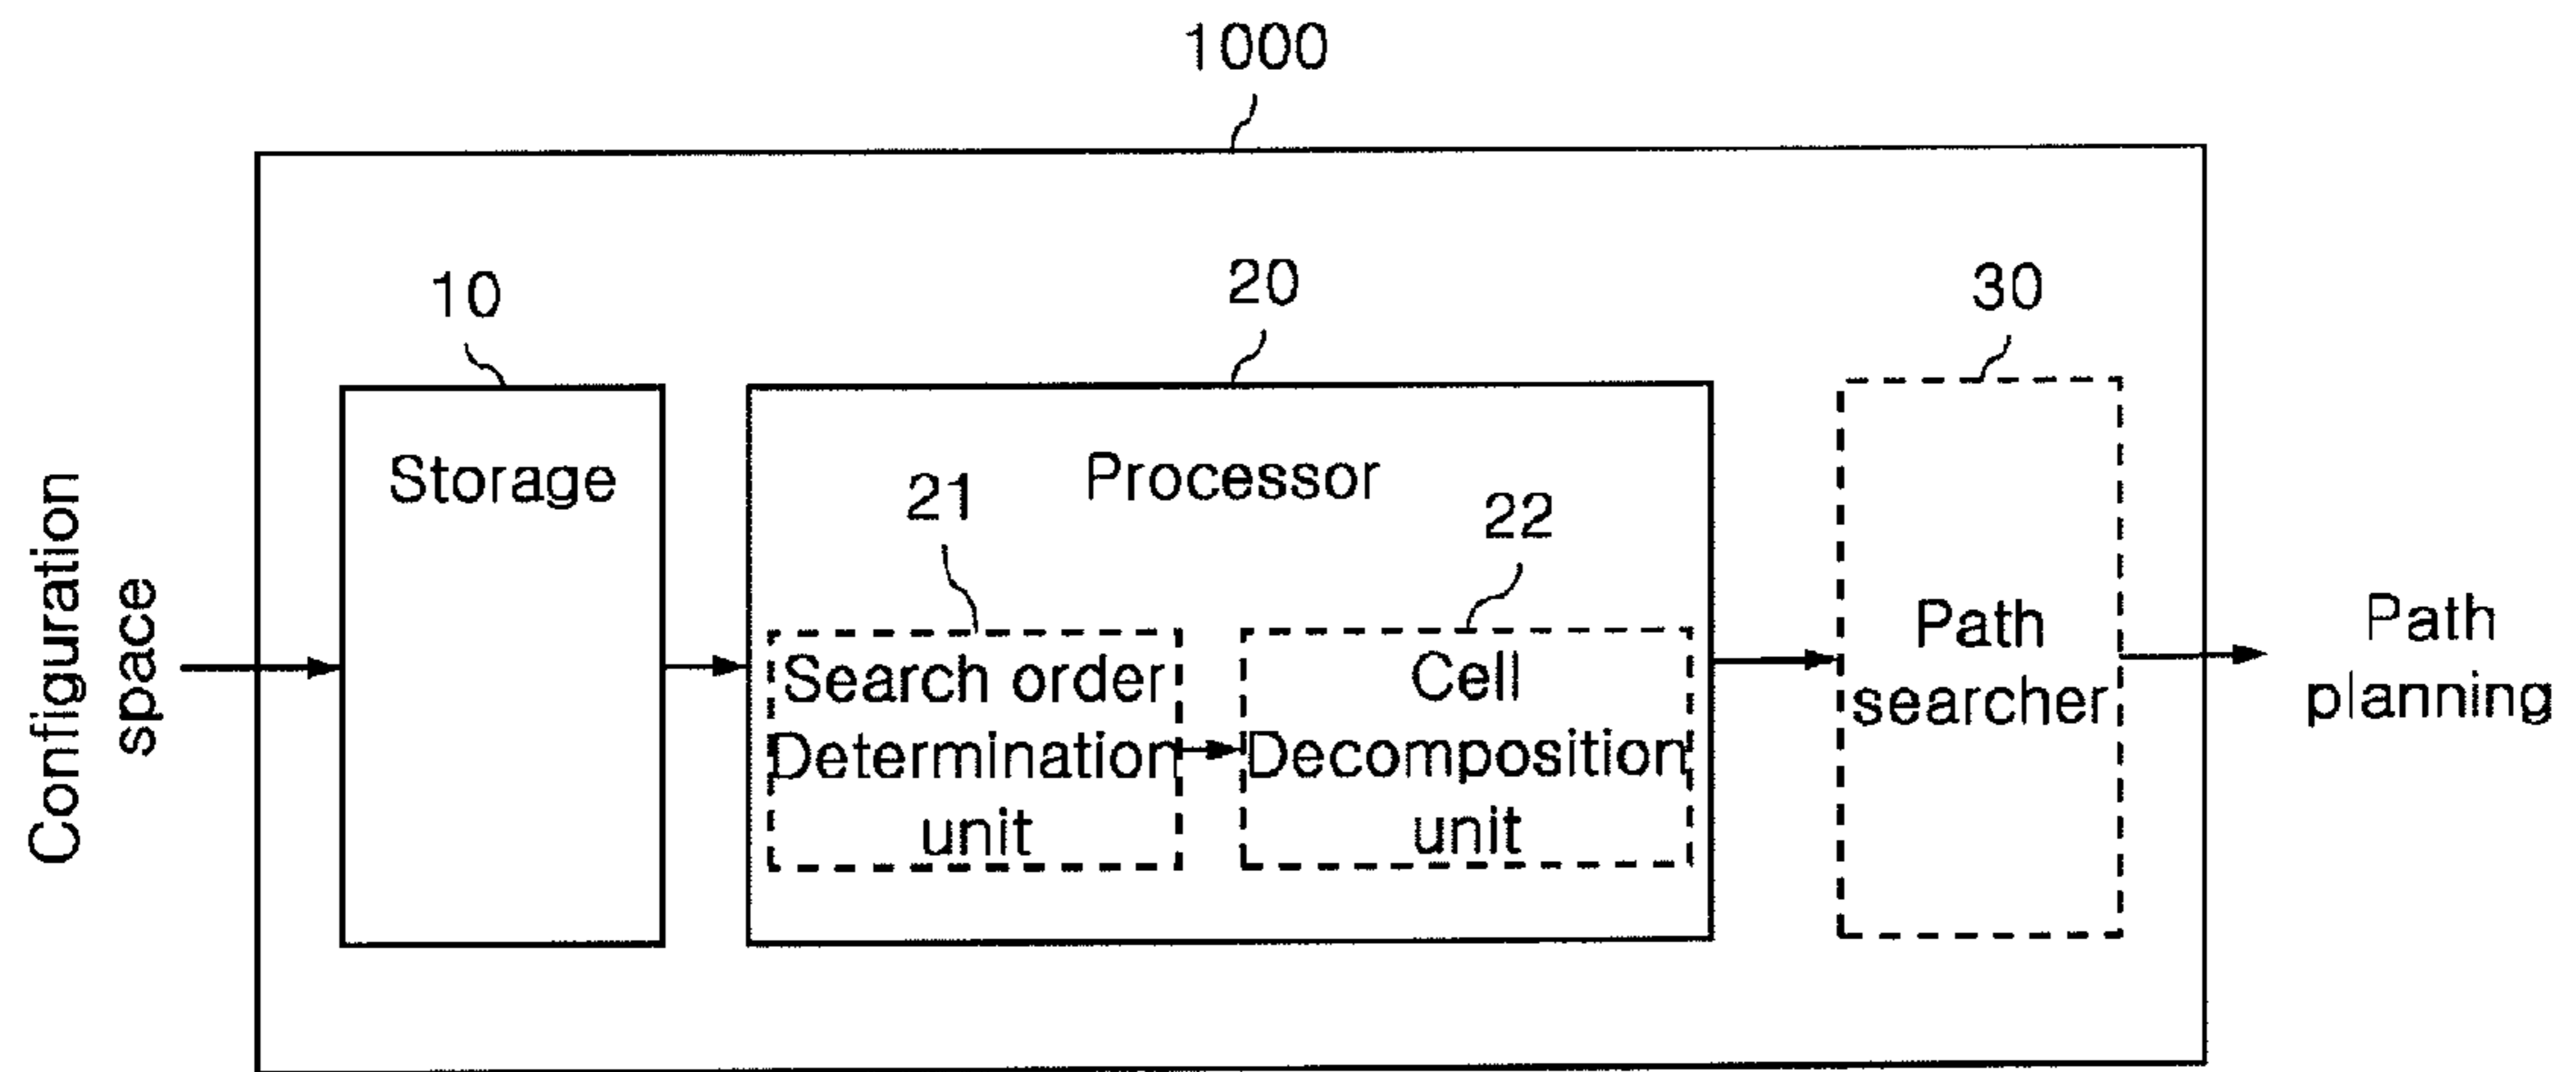 1000
10
20
30
Configuration
space
Storage
Processor
21
22
Search order
Determination
unit
Cell
Decomposition
unit
Path
searcher
Path
planning